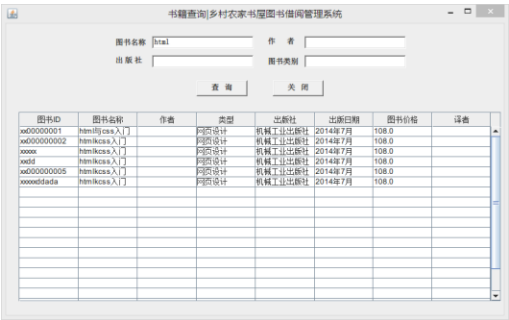 书籍查询|乡村农家书屋图书借阅管理系统
图书名称 html 作 者
出 版 社 图书类别
查 询 关 闭
图书ID 图书名称 作者 类型 出版社 出版日期 图书价格 译者
xx00000001 html与css入门 网页设计 机械工业出版社 2014年7月 108.0
xx000000002 htmlkcss入门 网页设计 机械工业出版社 2014年7月 108.0
xxxxx htmlkcss入门 网页设计 机械工业出版社 2014年7月 108.0
xxdd htmlkcss入门 网页设计 机械工业出版社 2014年7月 108.0
xx000000005 htmlkcss入门 网页设计 机械工业出版社 2014年7月 108.0
xxxxxddada htmlkcss入门 网页设计 机械工业出版社 2014年7月 108.0